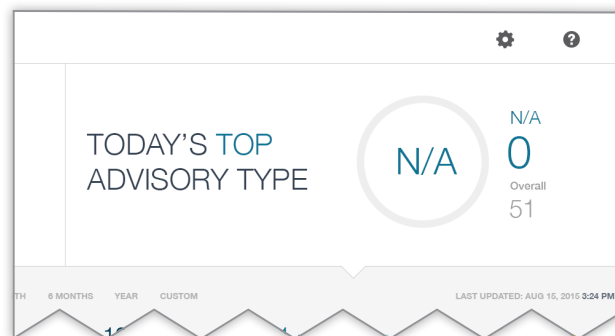 TODAY'S TOP
ADVISORY TYPE
N/A
N/A
0
Overall
51
TH 6 MONTHS YEAR CUSTOM
LAST UPDATED: AUG 15, 2015 3:24 PM